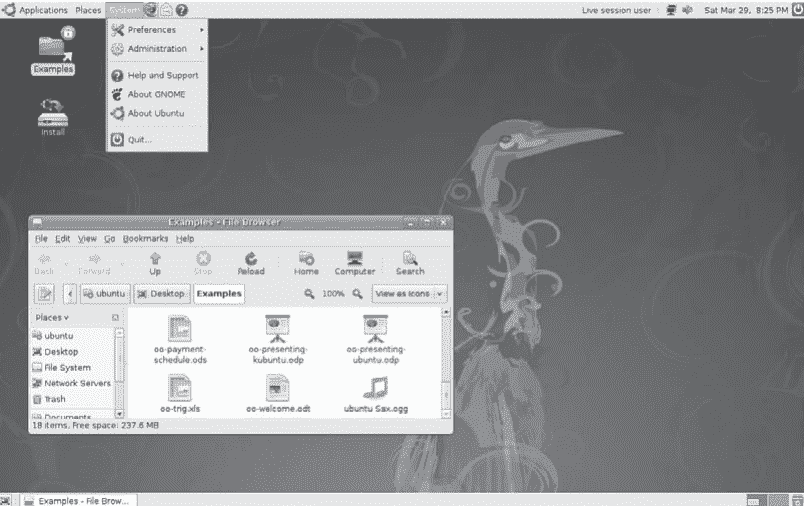 Applications Places System
Live session user
Sat Mar 29, 8:25 PM
Examples
Install
Preferences
Administration
Help and Support
About GNOME
About Ubuntu
Quit...
Examples - File Browser
File Edit View Go Bookmarks Help
Back Forward Up Stop Reload Home Computer Search
ubuntu Desktop Examples 100% View as Icons
Places
ubuntu
Desktop
File System
Network Servers
Trash
Documents
oo-payment-
schedule.ods
oo-presenting-
kubuntu.odp
oo-presenting-
ubuntu.odp
oo-trig.xls
oo-welcome.odt
ubuntu Sax.ogg
18 items, Free space: 237.6 MB
Examples - File Brow...